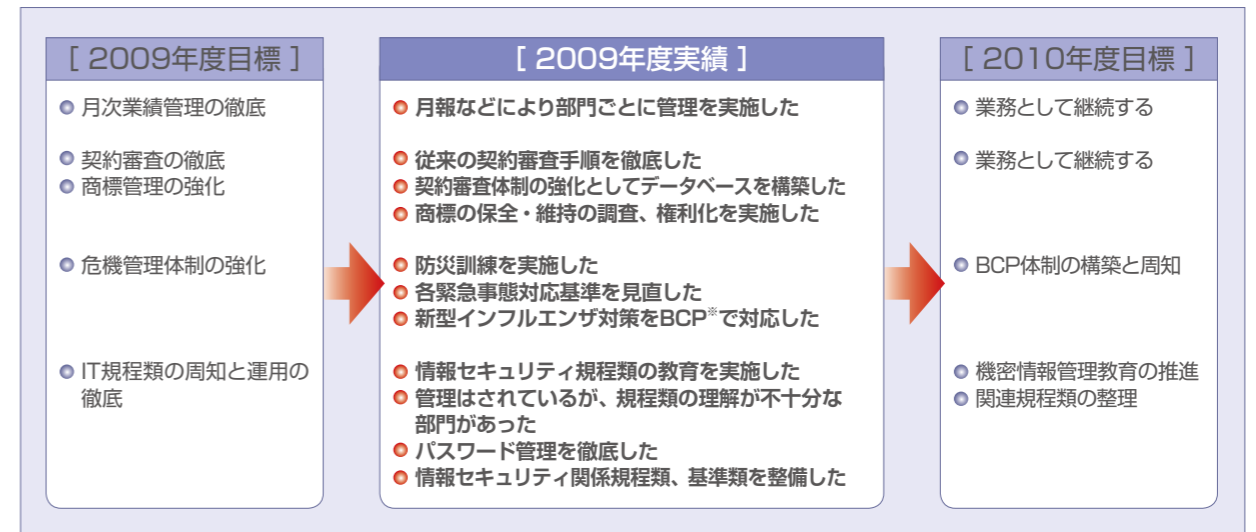 [ 2009年度目標 ]
月次業績管理の徹底
契約審査の徹底
商標管理の強化
危機管理体制の強化
IT規程類の周知と運用の
徹底
[ 2009年度実績 ]
月報などにより部門ごとに管理を実施した
従来の契約審査手順を徹底した
契約審査体制の強化としてデータベースを構築した
商標の保全・維持の調査、権利化を実施した
防災訓練を実施した
各緊急事態対応基準を見直した
新型インフルエンザ対策をBCP※で対応した
情報セキュリティ規程類の教育を実施した
管理はされているが、規程類の理解が不十分な
部門があった
パスワード管理を徹底した
情報セキュリティ関係規程類、基準類を整備した
[ 2010年度目標 ]
業務として継続する
業務として継続する
BCP体制の構築と周知
機密情報管理教育の推進
関連規程類の整理